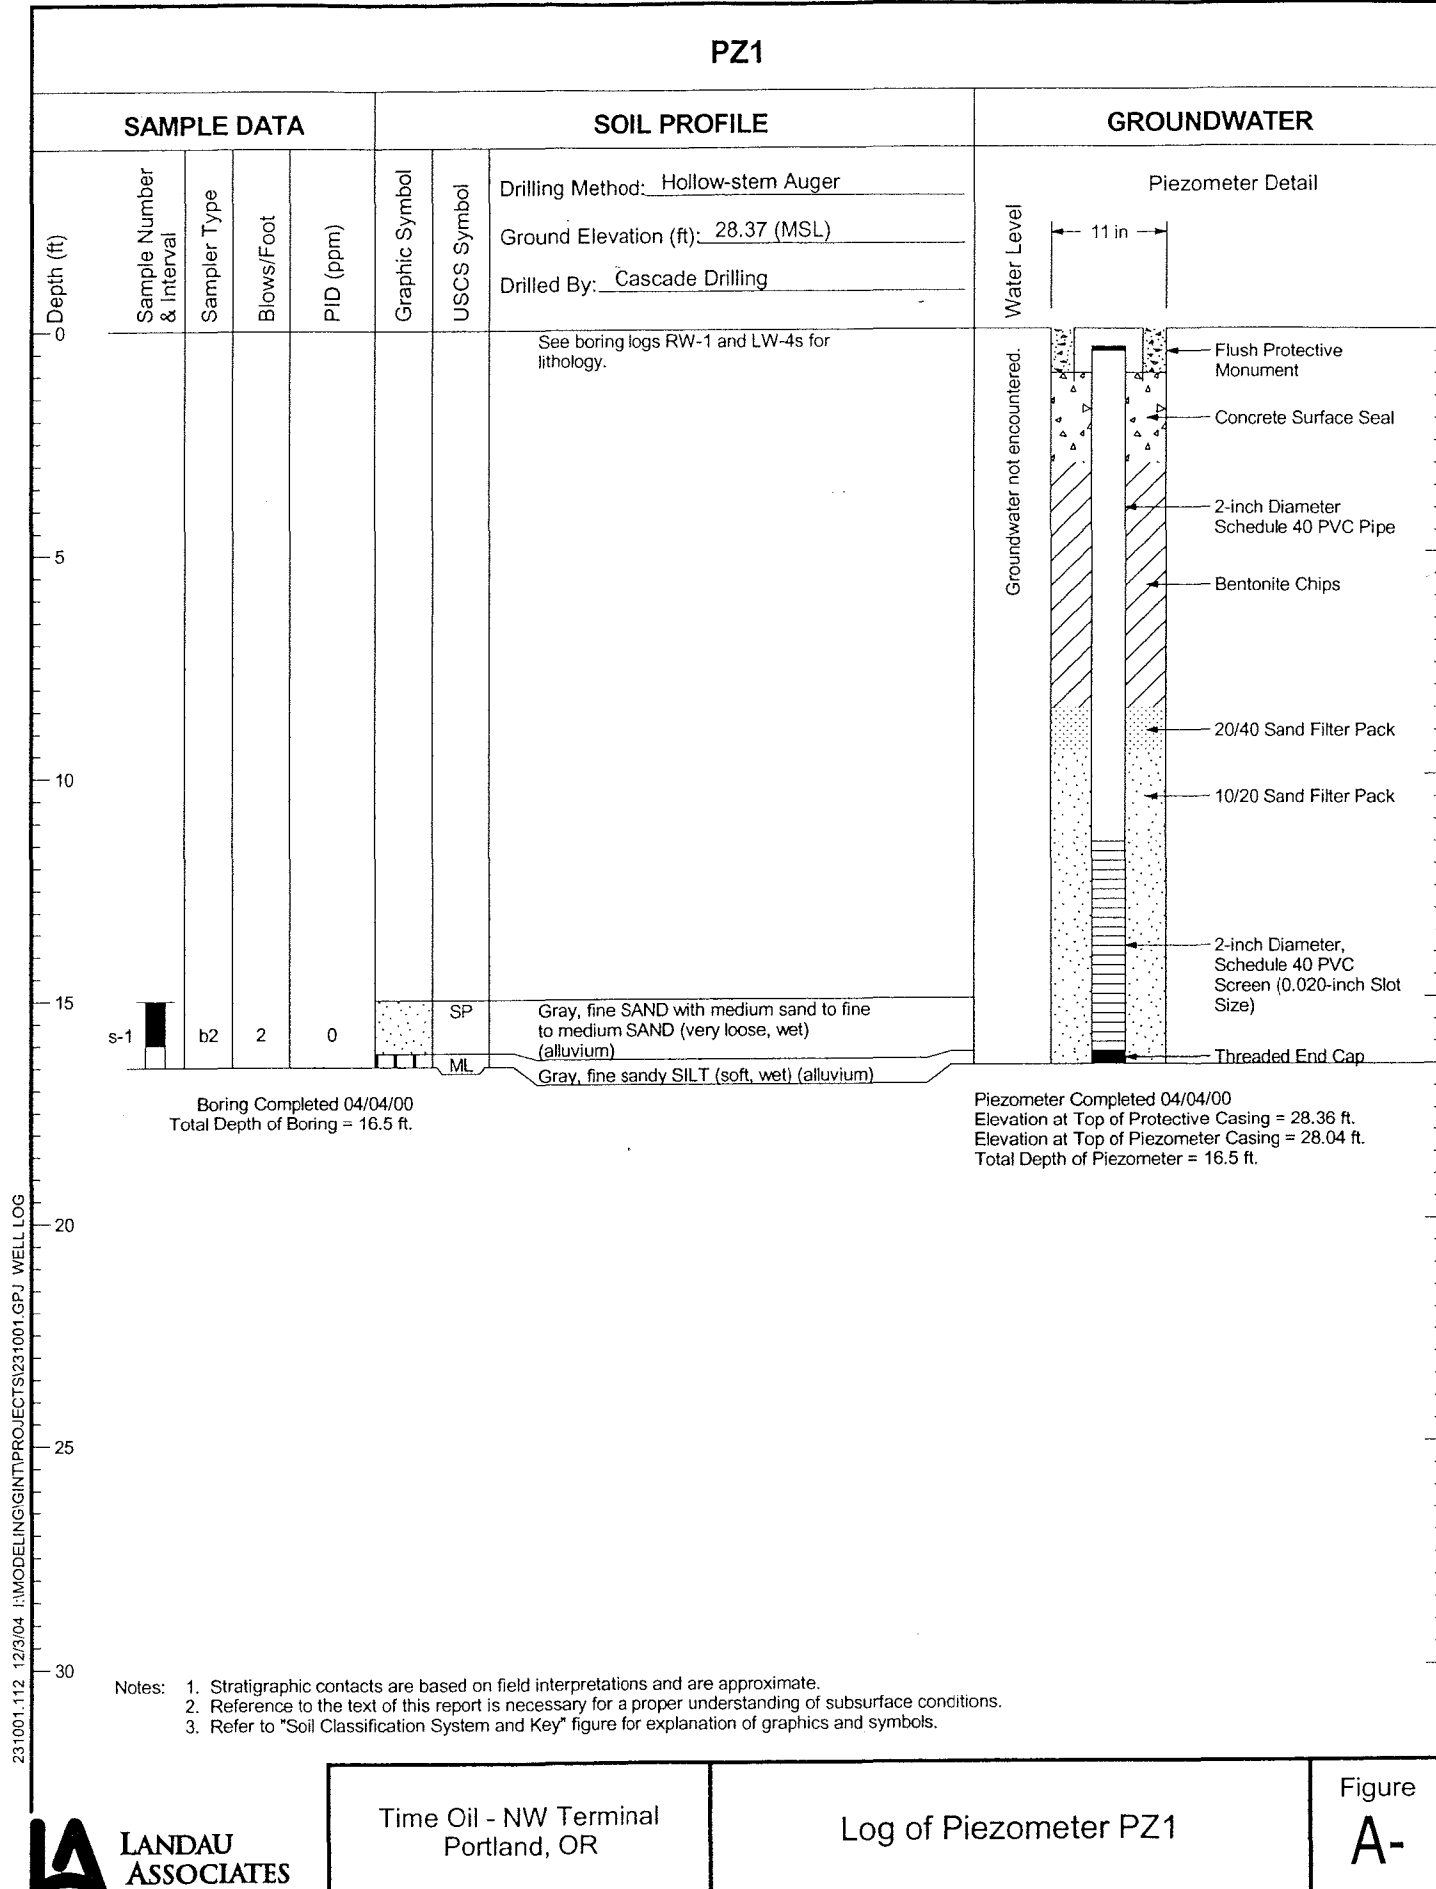 PZ1
SAMPLE DATA
SOIL PROFILE
GROUNDWATER
Depth (ft)
Sample Number
& Interval
Sampler Type
Blows/Foot
PID (ppm)
Graphic Symbol
USCS Symbol
Drilling Method: Hollow-stem Auger
Ground Elevation (ft): 28.37 (MSL)
Drilled By: Cascade Drilling
Water Level
Piezometer Detail
11 in
0
See boring logs RW-1 and LW-4s for
lithology.
Groundwater not encountered.
Flush Protective
Monument
Concrete Surface Seal
2-inch Diameter
Schedule 40 PVC Pipe
5
Bentonite Chips
20/40 Sand Filter Pack
10
10/20 Sand Filter Pack
2-inch Diameter,
Schedule 40 PVC
Screen (0.020-inch Slot
Size)
15
s-1
b2
2
0
SP
Gray, fine SAND with medium sand to fine
to medium SAND (very loose, wet)
(alluvium)
ML
Gray, fine sandy SILT (soft, wet) (alluvium)
Threaded End Cap
Boring Completed 04/04/00
Total Depth of Boring = 16.5 ft.
Piezometer Completed 04/04/00
Elevation at Top of Protective Casing = 28.36 ft.
Elevation at Top of Piezometer Casing = 28.04 ft.
Total Depth of Piezometer = 16.5 ft.
20
25
30
231001.112 12/3/04 I:\MODELING\GINT\PROJECTS\231001.GPJ WELL LOG
Notes: 1. Stratigraphic contacts are based on field interpretations and are approximate.
2. Reference to the text of this report is necessary for a proper understanding of subsurface conditions.
3. Refer to "Soil Classification System and Key" figure for explanation of graphics and symbols.
LA
LANDAU
ASSOCIATES
Time Oil - NW Terminal
Portland, OR
Log of Piezometer PZ1
Figure
A-